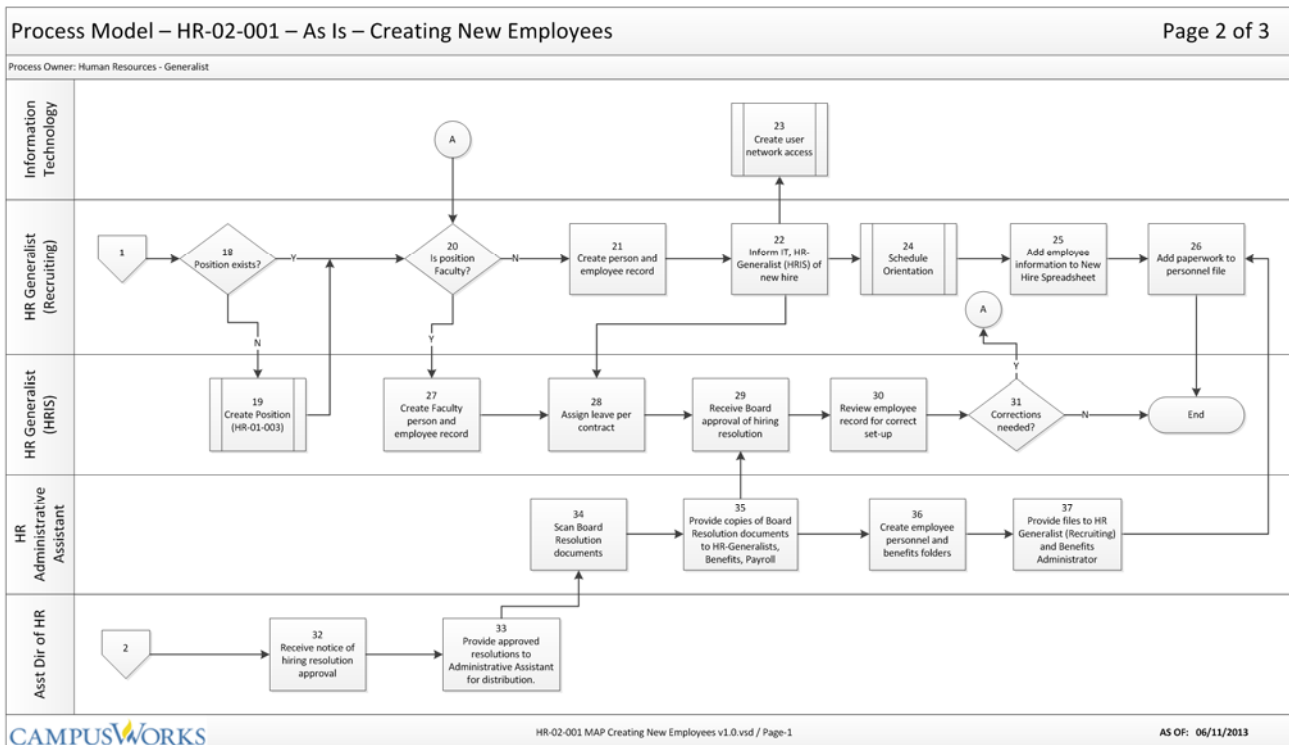 Process Model – HR-02-001 – As Is – Creating New Employees
Page 2 of 3
Process Owner: Human Resources - Generalist
Information
Technology
A
23
Create user
network access
HR Generalist
(Recruiting)
1
18
Position exists?
Y
N
20
Is position
Faculty?
N
Y
21
Create person and
employee record
22
Inform IT, HR-
Generalist (HRIS) of
new hire
24
Schedule
Orientation
25
Add employee
information to New
Hire Spreadsheet
26
Add paperwork to
personnel file
A
HR Generalist
(HRIS)
19
Create Position
(HR-01-003)
27
Create Faculty
person and
employee record
28
Assign leave per
contract
29
Receive Board
approval of hiring
resolution
30
Review employee
record for correct
set-up
Y
31
Corrections
needed?
N
End
HR
Administrative
Assistant
34
Scan Board
Resolution
documents
35
Provide copies of Board
Resolution documents
to HR-Generalists,
Benefits, Payroll
36
Create employee
personnel and
benefits folders
37
Provide files to HR
Generalist (Recruiting)
and Benefits
Administrator
Asst Dir of HR
2
32
Receive notice of
hiring resolution
approval
33
Provide approved
resolutions to
Administrative Assistant
for distribution.
CAMPUSWORKS
HR-02-001 MAP Creating New Employees v1.0.vsd / Page-1
AS OF: 06/11/2013